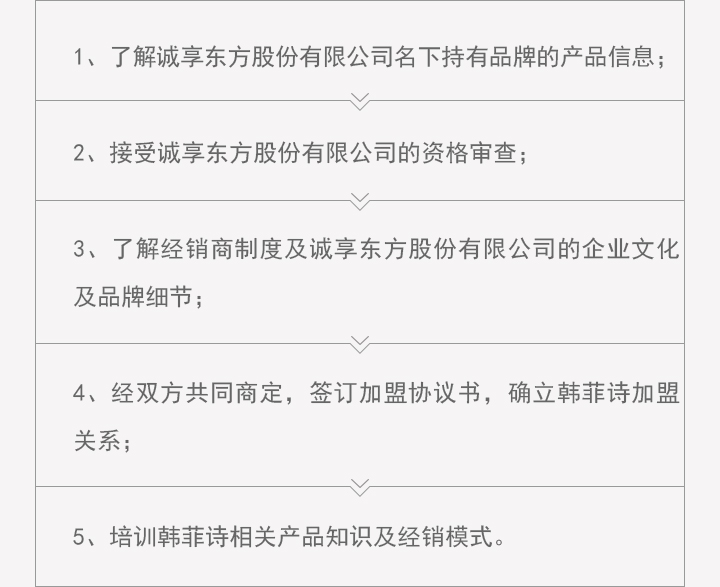 1、了解诚享东方股份有限公司名下持有品牌的产品信息；
2、接受诚享东方股份有限公司的资格审查；
3、了解经销商制度及诚享东方股份有限公司的企业文化
及品牌细节；
4、经双方共同商定，签订加盟协议书，确立韩菲诗加盟
关系；
5、培训韩菲诗相关产品知识及经销模式。